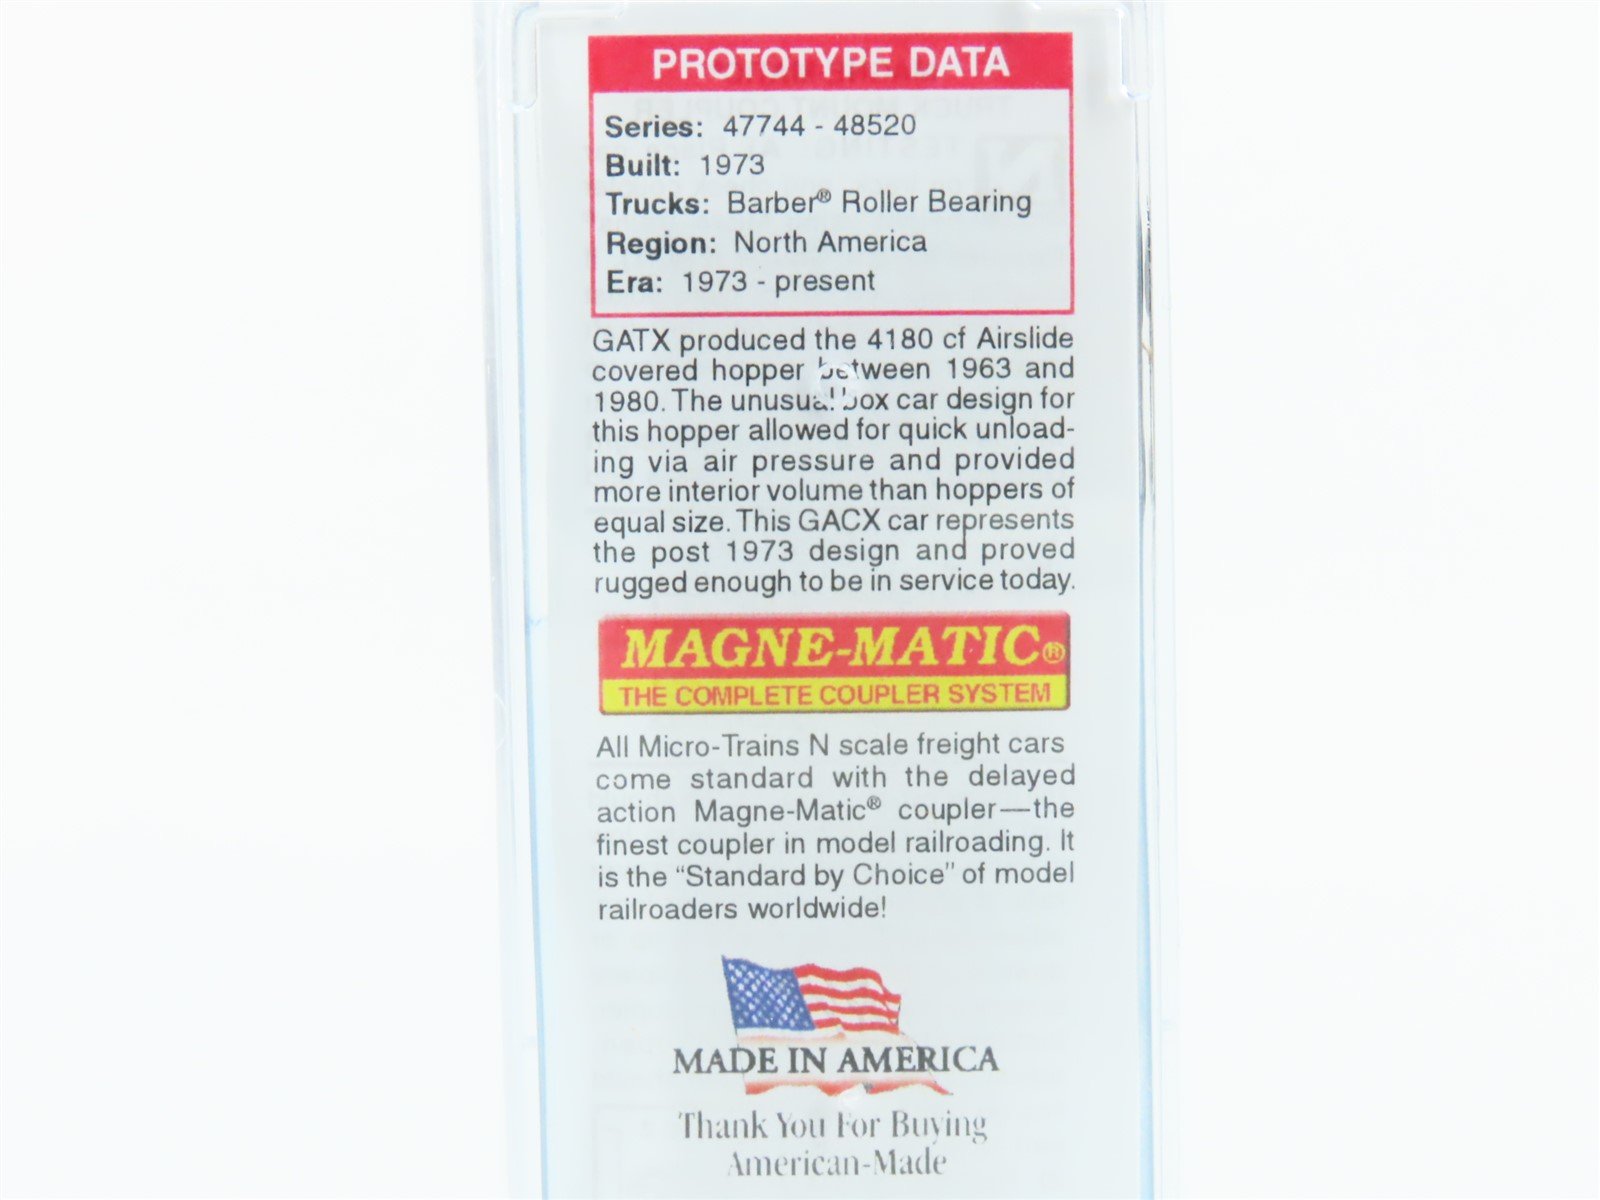 PROTOTYPE DATA
Series: 47744 - 48520
Built: 1973
Trucks: Barber® Roller Bearing
Region: North America
Era: 1973 - present
GATX produced the 4180 cf Airslide
covered hopper between 1963 and
1980. The unusual box car design for
this hopper allowed for quick unload-
ing via air pressure and provided
more interior volume than hoppers of
equal size. This GACX car represents
the post 1973 design and proved
rugged enough to be in service today.
MAGNE-MATIC®
THE COMPLETE COUPLER SYSTEM
All Micro-Trains N scale freight cars
come standard with the delayed
action Magne-Matic® coupler—the
finest coupler in model railroading. It
is the “Standard by Choice” of model
railroaders worldwide!
MADE IN AMERICA
Thank You For Buying
American-Made